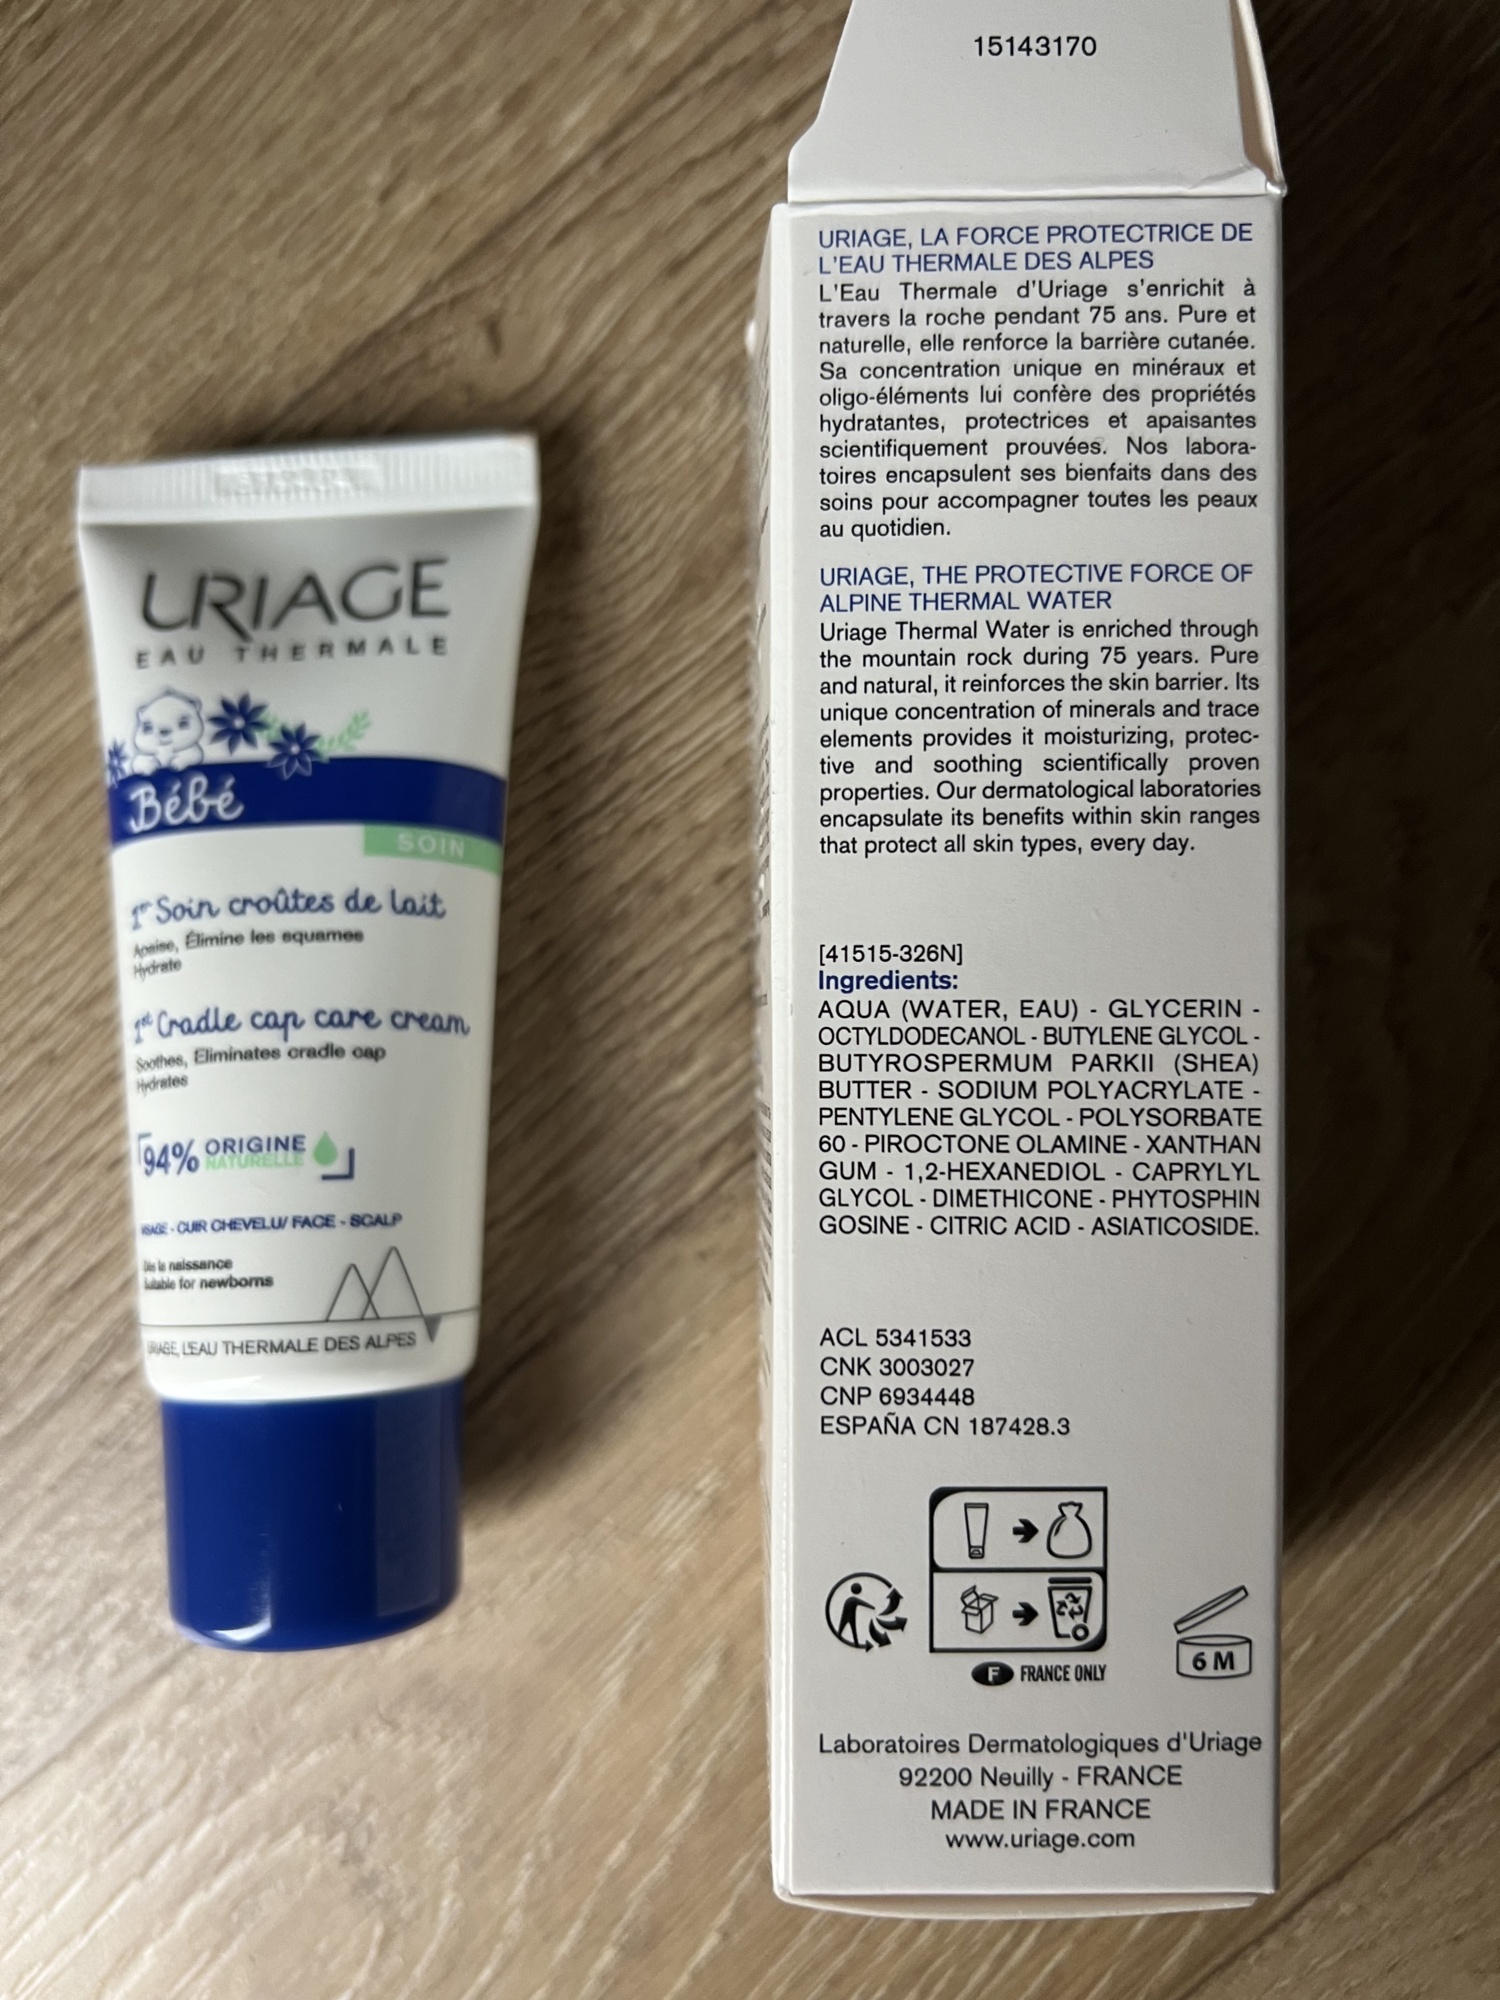 URIAGE
EAU THERMALE
Bébé
SOIN
1er Soin croûtes de lait
Apaise, Élimine les squames
Hydrate
1st Cradle cap care cream
Soothes, Eliminates cradle cap
Hydrates
94% ORIGINE
NATURELLE
VISAGE - CUIR CHEVELU/ FACE - SCALP
Dès la naissance
Suitable for newborns
URIAGE, L'EAU THERMALE DES ALPES
15143170
URIAGE, LA FORCE PROTECTRICE DE
L'EAU THERMALE DES ALPES
L'Eau Thermale d'Uriage s'enrichit à
travers la roche pendant 75 ans. Pure et
naturelle, elle renforce la barrière cutanée.
Sa concentration unique en minéraux et
oligo-éléments lui confère des propriétés
hydratantes, protectrices et apaisantes
scientifiquement prouvées. Nos labora-
toires encapsulent ses bienfaits dans des
soins pour accompagner toutes les peaux
au quotidien.
URIAGE, THE PROTECTIVE FORCE OF
ALPINE THERMAL WATER
Uriage Thermal Water is enriched through
the mountain rock during 75 years. Pure
and natural, it reinforces the skin barrier. Its
unique concentration of minerals and trace
elements provides it moisturizing, protec-
tive and soothing scientifically proven
properties. Our dermatological laboratories
encapsulate its benefits within skin ranges
that protect all skin types, every day.
[41515-326N]
Ingredients:
AQUA (WATER, EAU) - GLYCERIN -
OCTYLDODECANOL - BUTYLENE GLYCOL -
BUTYROSPERMUM PARKII (SHEA)
BUTTER - SODIUM POLYACRYLATE -
PENTYLENE GLYCOL - POLYSORBATE
60 - PIROCTONE OLAMINE - XANTHAN
GUM - 1,2-HEXANEDIOL - CAPRYLYL
GLYCOL - DIMETHICONE - PHYTOSPHIN
GOSINE - CITRIC ACID - ASIATICOSIDE.
ACL 5341533
CNK 3003027
CNP 6934448
ESPAÑA CN 187428.3
F FRANCE ONLY
6 M
Laboratoires Dermatologiques d'Uriage
92200 Neuilly - FRANCE
MADE IN FRANCE
www.uriage.com